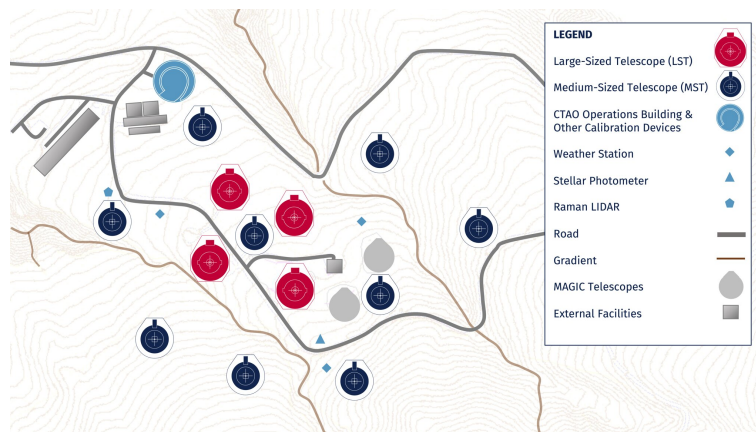 LEGEND
Large-Sized Telescope (LST)
Medium-Sized Telescope (MST)
CTAO Operations Building &
Other Calibration Devices
Weather Station
Stellar Photometer
Raman LIDAR
Road
Gradient
MAGIC Telescopes
External Facilities